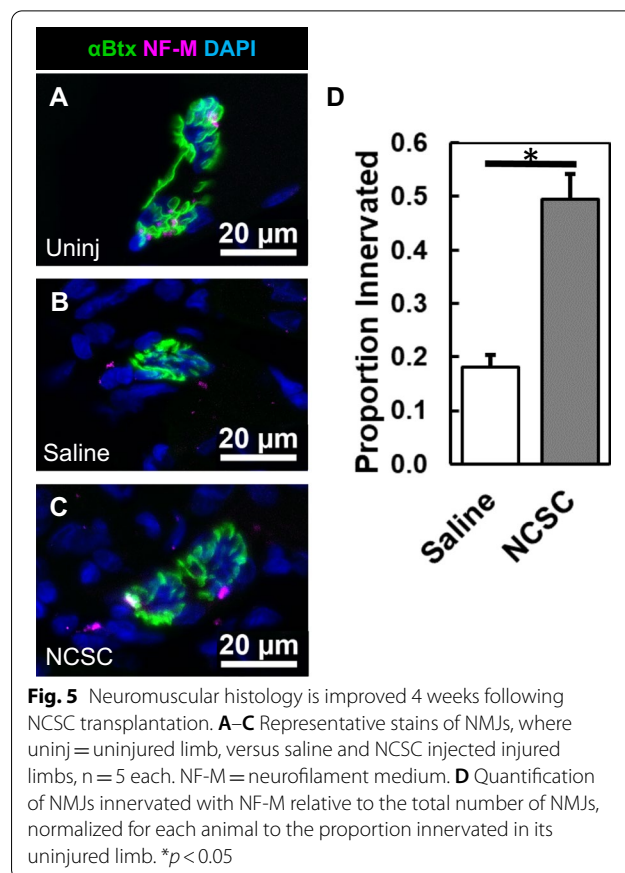 αBtx NF-M DAPI
A
Uninj
20 µm
B
Saline
20 µm
C
NCSC
20 µm
D
Proportion Innervated
0.6
0.5
0.4
0.3
0.2
0.1
0.0
*
Saline
NCSC
Fig. 5 Neuromuscular histology is improved 4 weeks following
NCSC transplantation. A–C Representative stains of NMJs, where
uninj = uninjured limb, versus saline and NCSC injected injured
limbs, n = 5 each. NF-M = neurofilament medium. D Quantification
of NMJs innervated with NF-M relative to the total number of NMJs,
normalized for each animal to the proportion innervated in its
uninjured limb. *p < 0.05